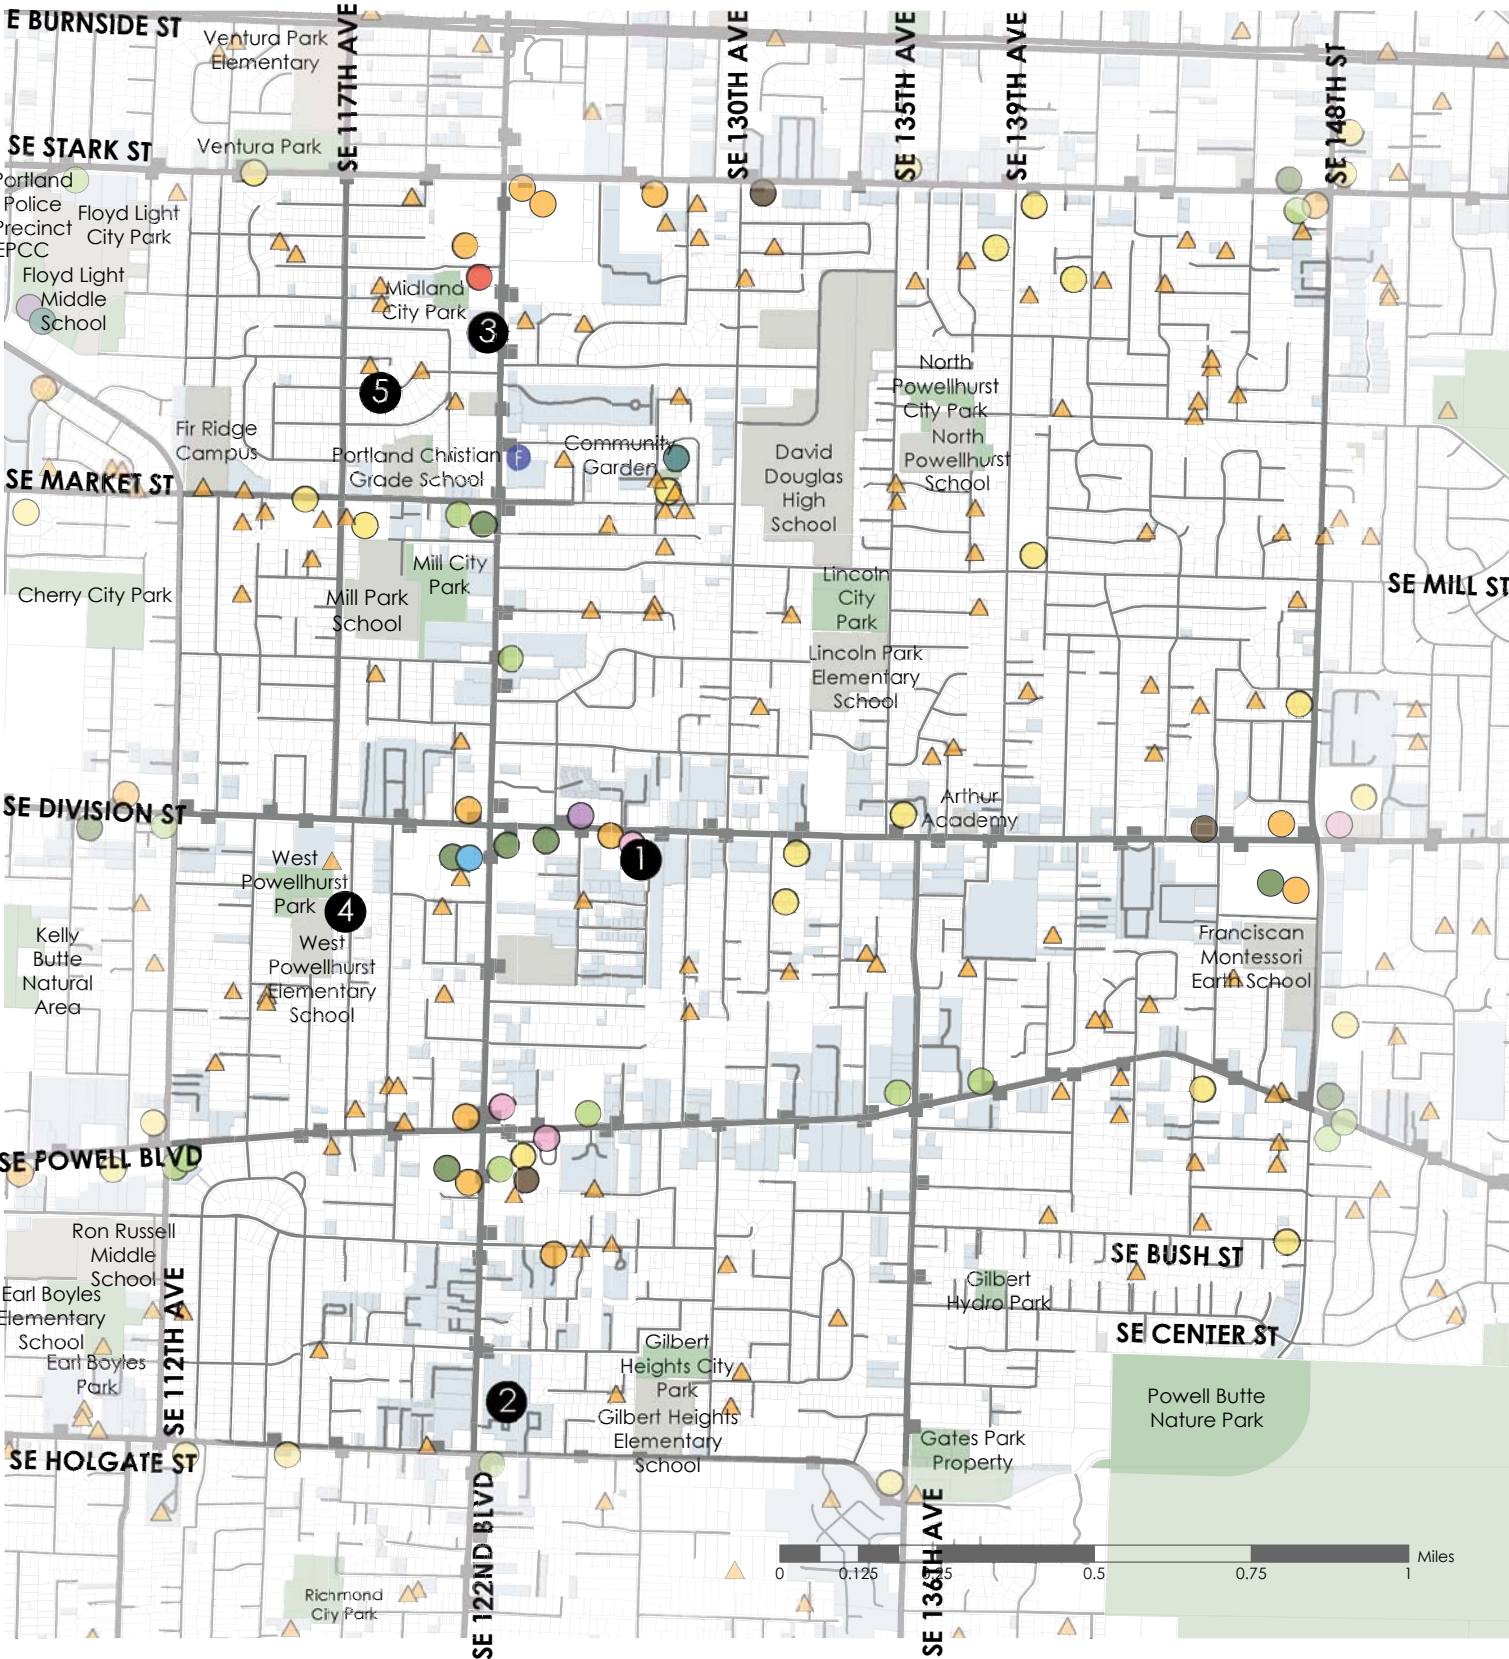 E BURNSIDE ST
Ventura Park
Elementary
SE 117TH AVE
SE 130TH AVE
SE 135TH AVE
SE 139TH AVE
SE 148TH ST
SE STARK ST
Ventura Park
Portland
Police
Precinct
EPCC
Floyd Light
City Park
Floyd Light
Middle
School
Midland
City Park
3
5
North
Powellhurst
City Park
North
Powellhurst
School
Fir Ridge
Campus
Portland Christian
Grade School
F
Community
Garden
David
Douglas
High
School
SE MARKET ST
Cherry City Park
Mill City
Park
Mill Park
School
Lincoln
City
Park
SE MILL ST
Lincoln Park
Elementary
School
SE DIVISION ST
Arthur
Academy
1
West
Powellhurst
Park
4
West
Powellhurst
Elementary
School
Kelly
Butte
Natural
Area
Franciscan
Montessori
Earth School
SE POWELL BLVD
Ron Russell
Middle
School
Earl Boyles
Elementary
School
Earl Boyles
Park
SE 112TH AVE
SE BUSH ST
Gilbert
Hydro Park
SE CENTER ST
Gilbert
Heights City
Park
Gilbert Heights
Elementary
School
2
Powell Butte
Nature Park
Gates Park
Property
SE HOLGATE ST
SE 122ND BLVD
SE 136TH AVE
Richmond
City Park
Miles
0
0.125
0.5
0.75
1